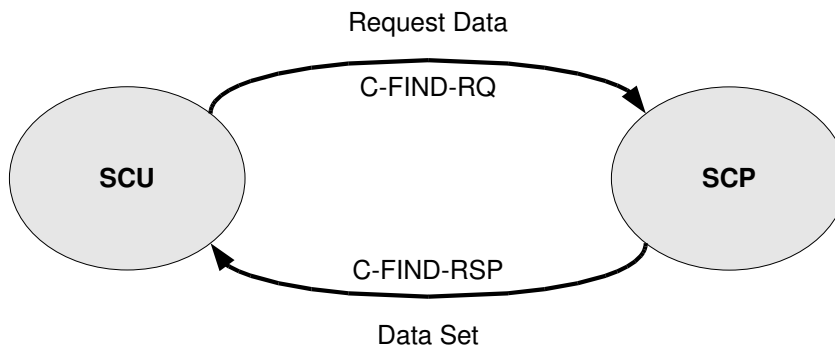 Request Data
C-FIND-RQ
SCU
SCP
C-FIND-RSP
Data Set